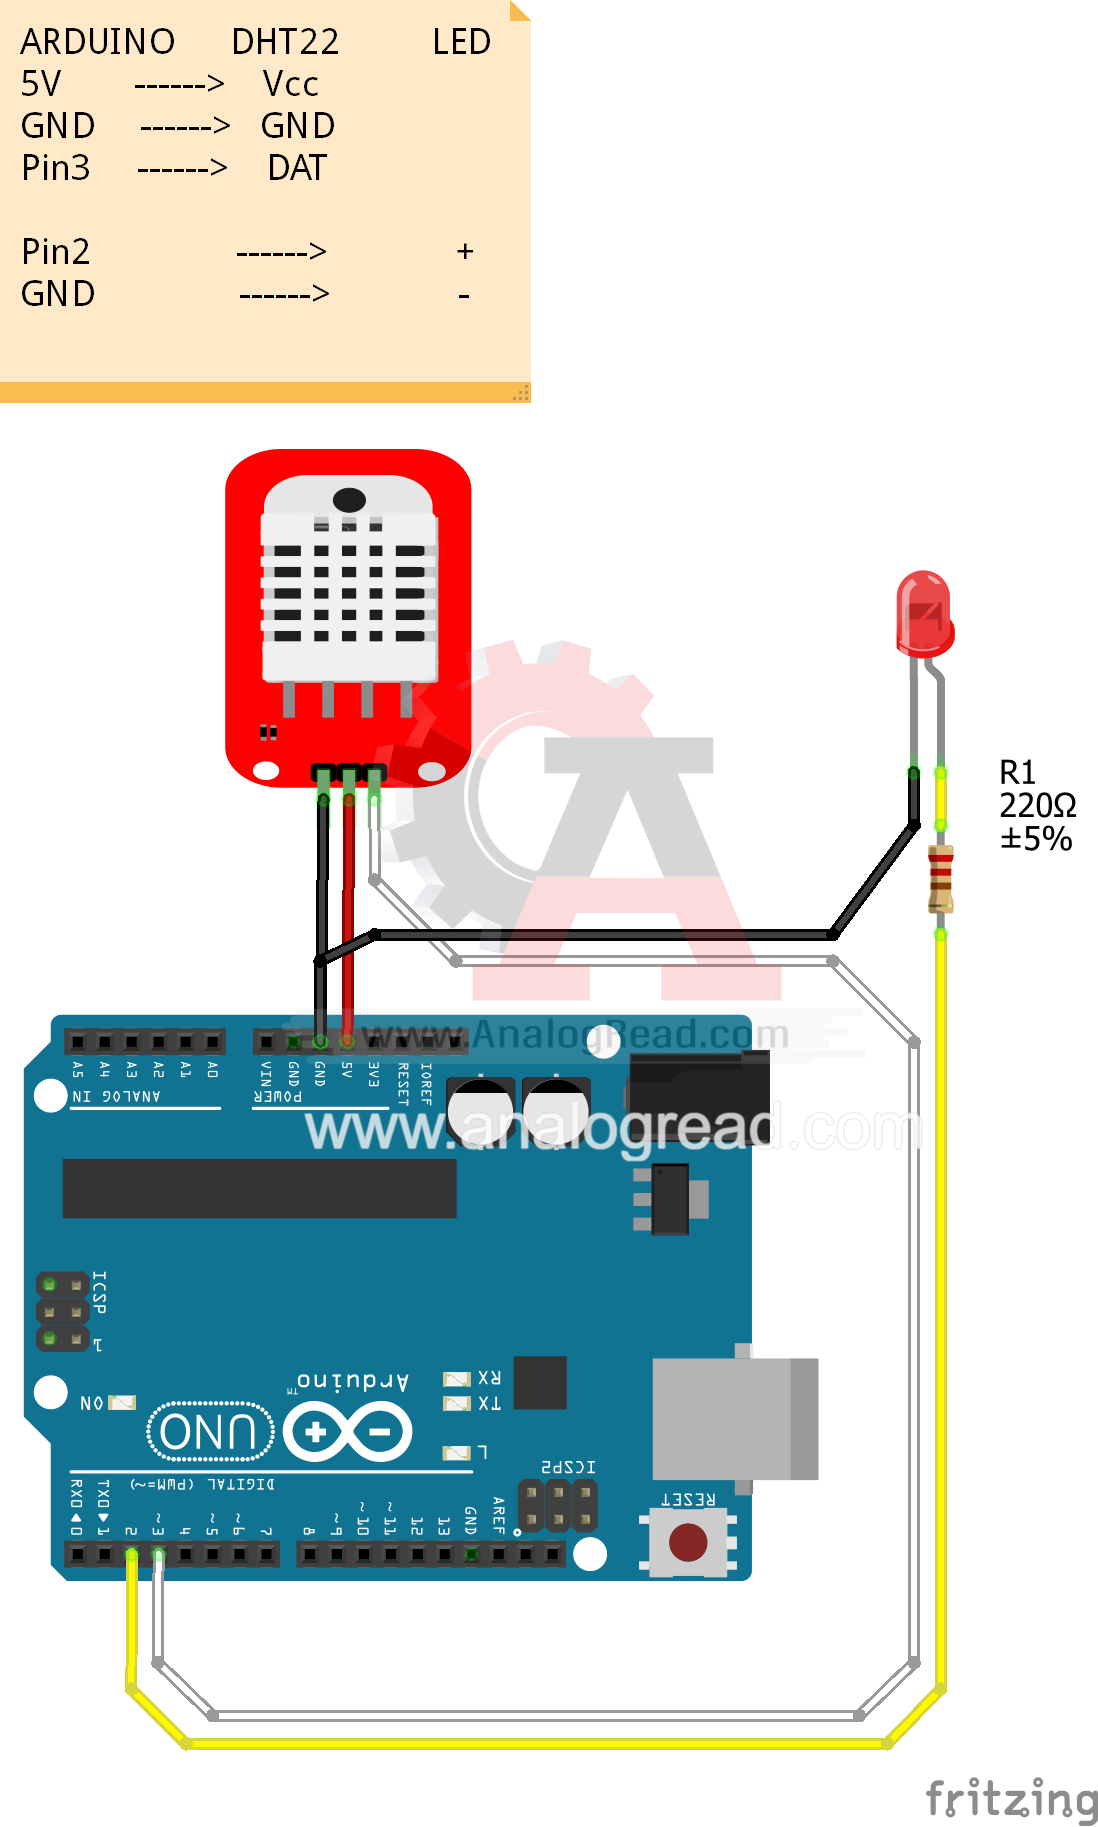 ARDUINO DHT22 LED
5V ------> Vcc
GND ------> GND
Pin3 ------> DAT
Pin2 ------> +
GND ------> -
R1
220Ω
±5%
www.AnalogRead.com
A5 A4 A3 A2 A1 A0 VIN GND GND 5V 3V3 RESET IOREF
ANALOG IN POWER
www.analogread.com
ICSP
1
Arduino™
RX
ON UNO TX
L
DIGITAL (PWM=~) ICSP2
RESET
RX0 0 TX0 1 2 ~3 4 ~5 ~6 7 8 ~9 ~10 ~11 12 13 GND AREF
fritzing